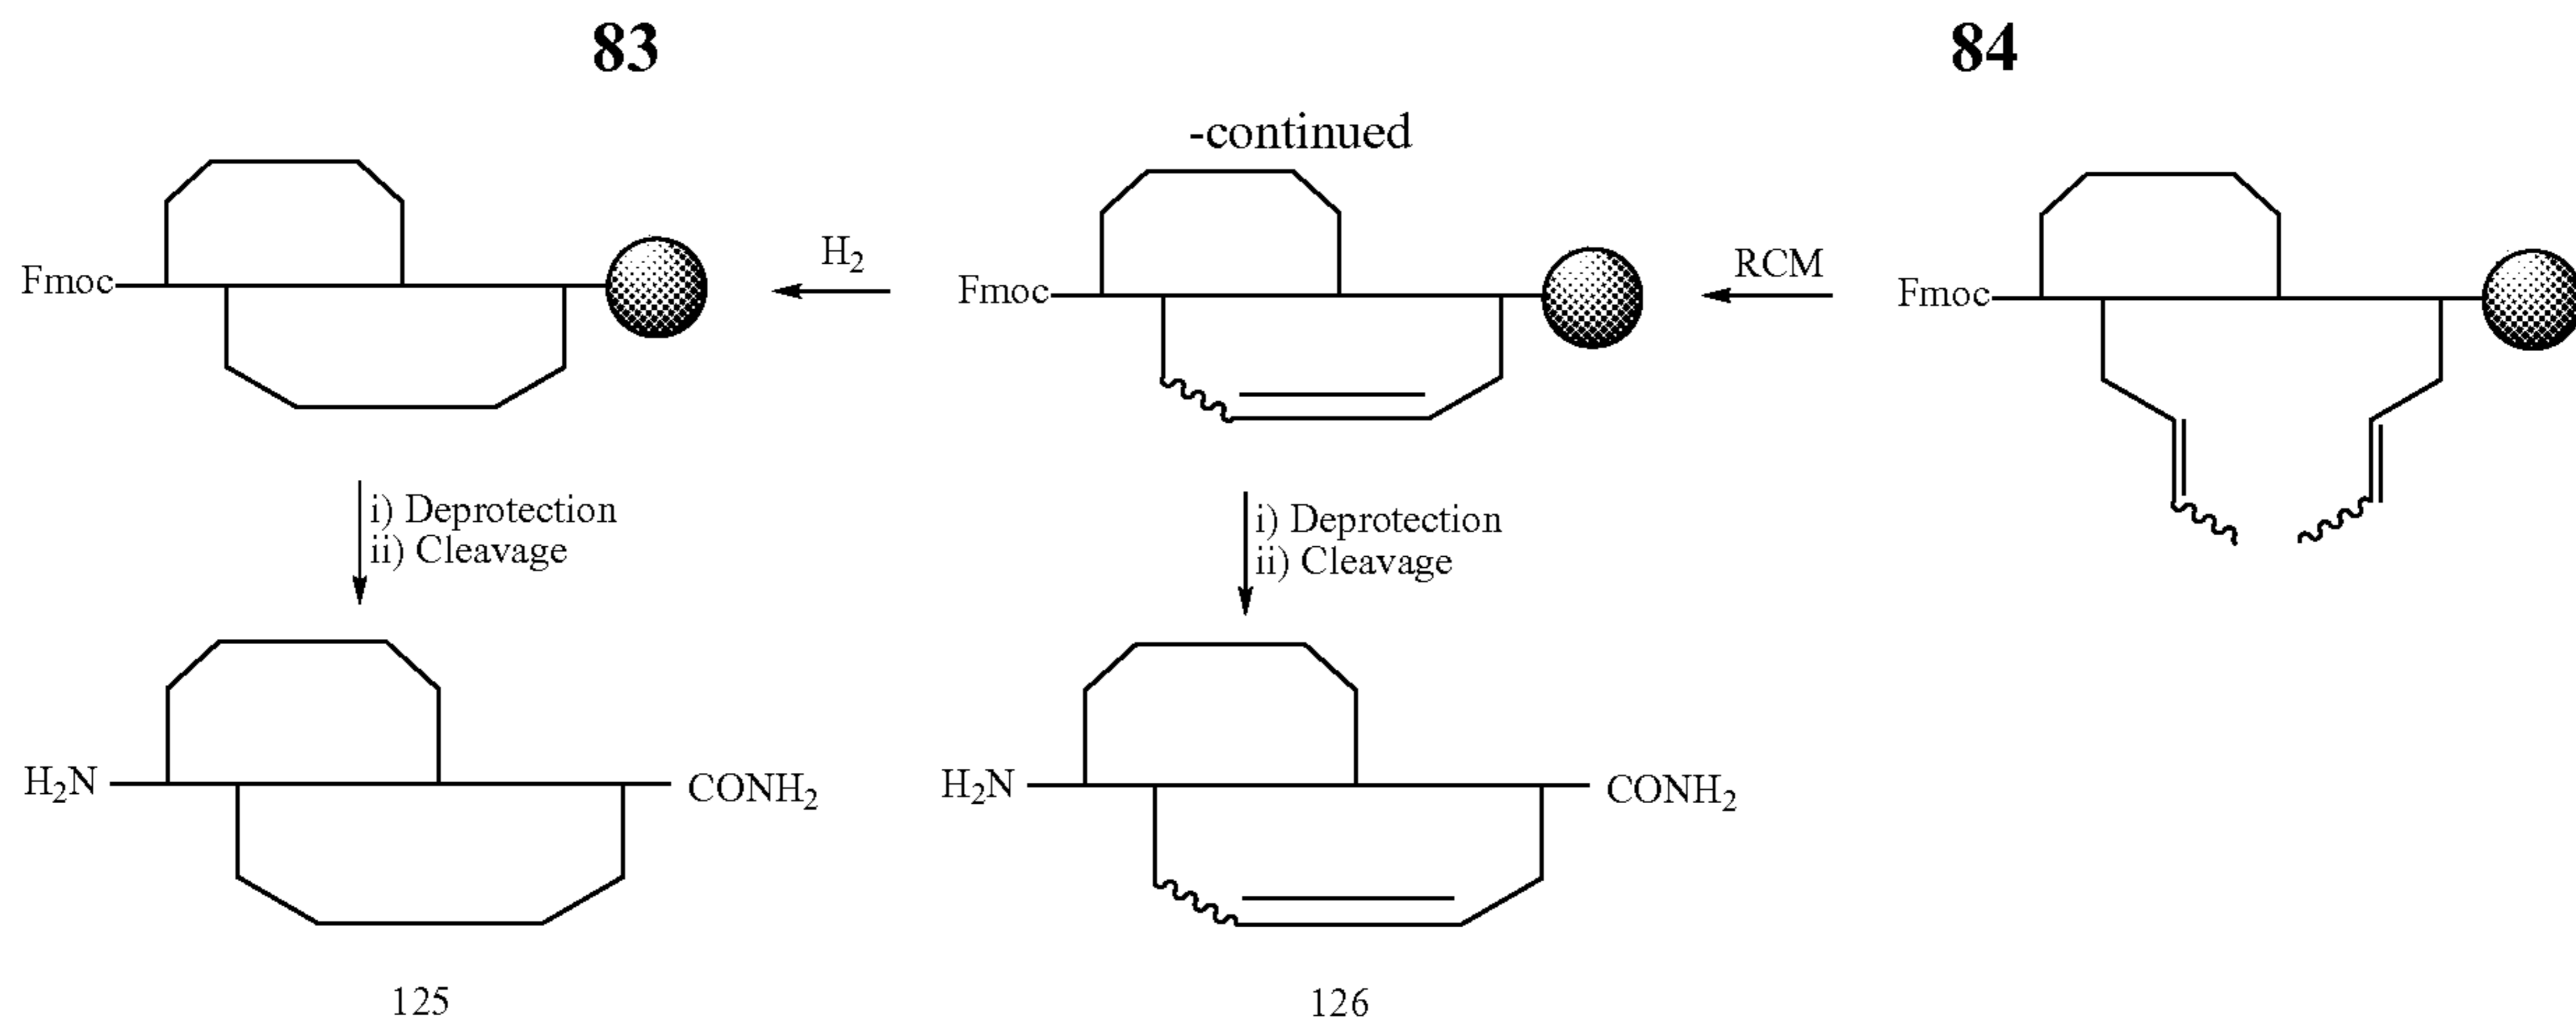 83
84
-continued
Fmoc
H₂
Fmoc
RCM
Fmoc
i) Deprotection
ii) Cleavage
i) Deprotection
ii) Cleavage
H₂N
CONH₂
H₂N
CONH₂
125
126